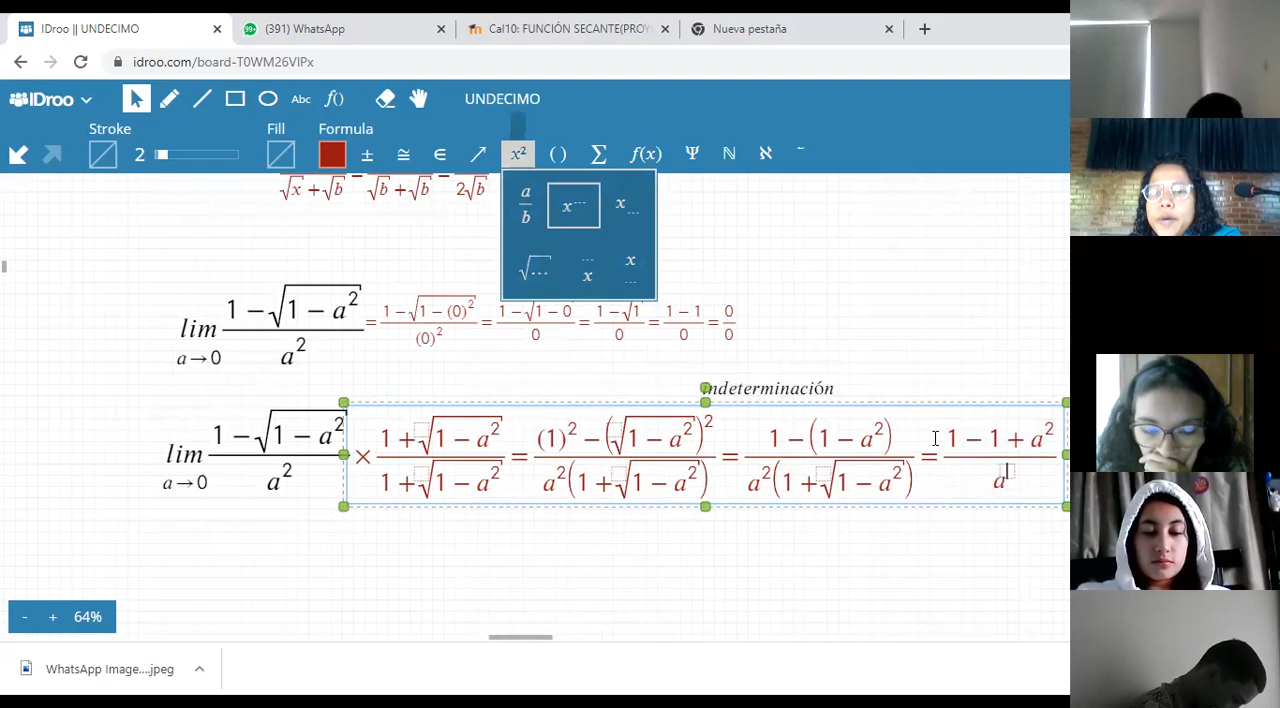 IDroo || UNDECIMO
(391) WhatsApp
Cal10: FUNCIÓN SECANTE(PROY
Nueva pestaña
idroo.com/board-T0WM26VIPx
IDroo Abc f() UNDECIMO
Stroke Fill Formula
2 ± ≅ ∈ x² ( ) ∑ f(x) Ψ ℕ ℵ ~
a/b x^... x_...
√... ...x x...
/(√x + √b) = /(√b + √b) = /(2√b)
lim a→0 (1 − √(1 − a²))/a² = (1 − √(1 − (0)²))/(0)² = (1 − √(1 − 0))/0 = (1 − √1)/0 = (1 − 1)/0 = 0/0
indeterminación
lim a→0 (1 − √(1 − a²))/a² × (1 + √(1 − a²))/(1 + √(1 − a²)) = ((1)² − (√(1 − a²))²)/(a²(1 + √(1 − a²))) = (1 − (1 − a²))/(a²(1 + √(1 − a²))) = (1 − 1 + a²)/a
- + 64%
WhatsApp Image....jpeg